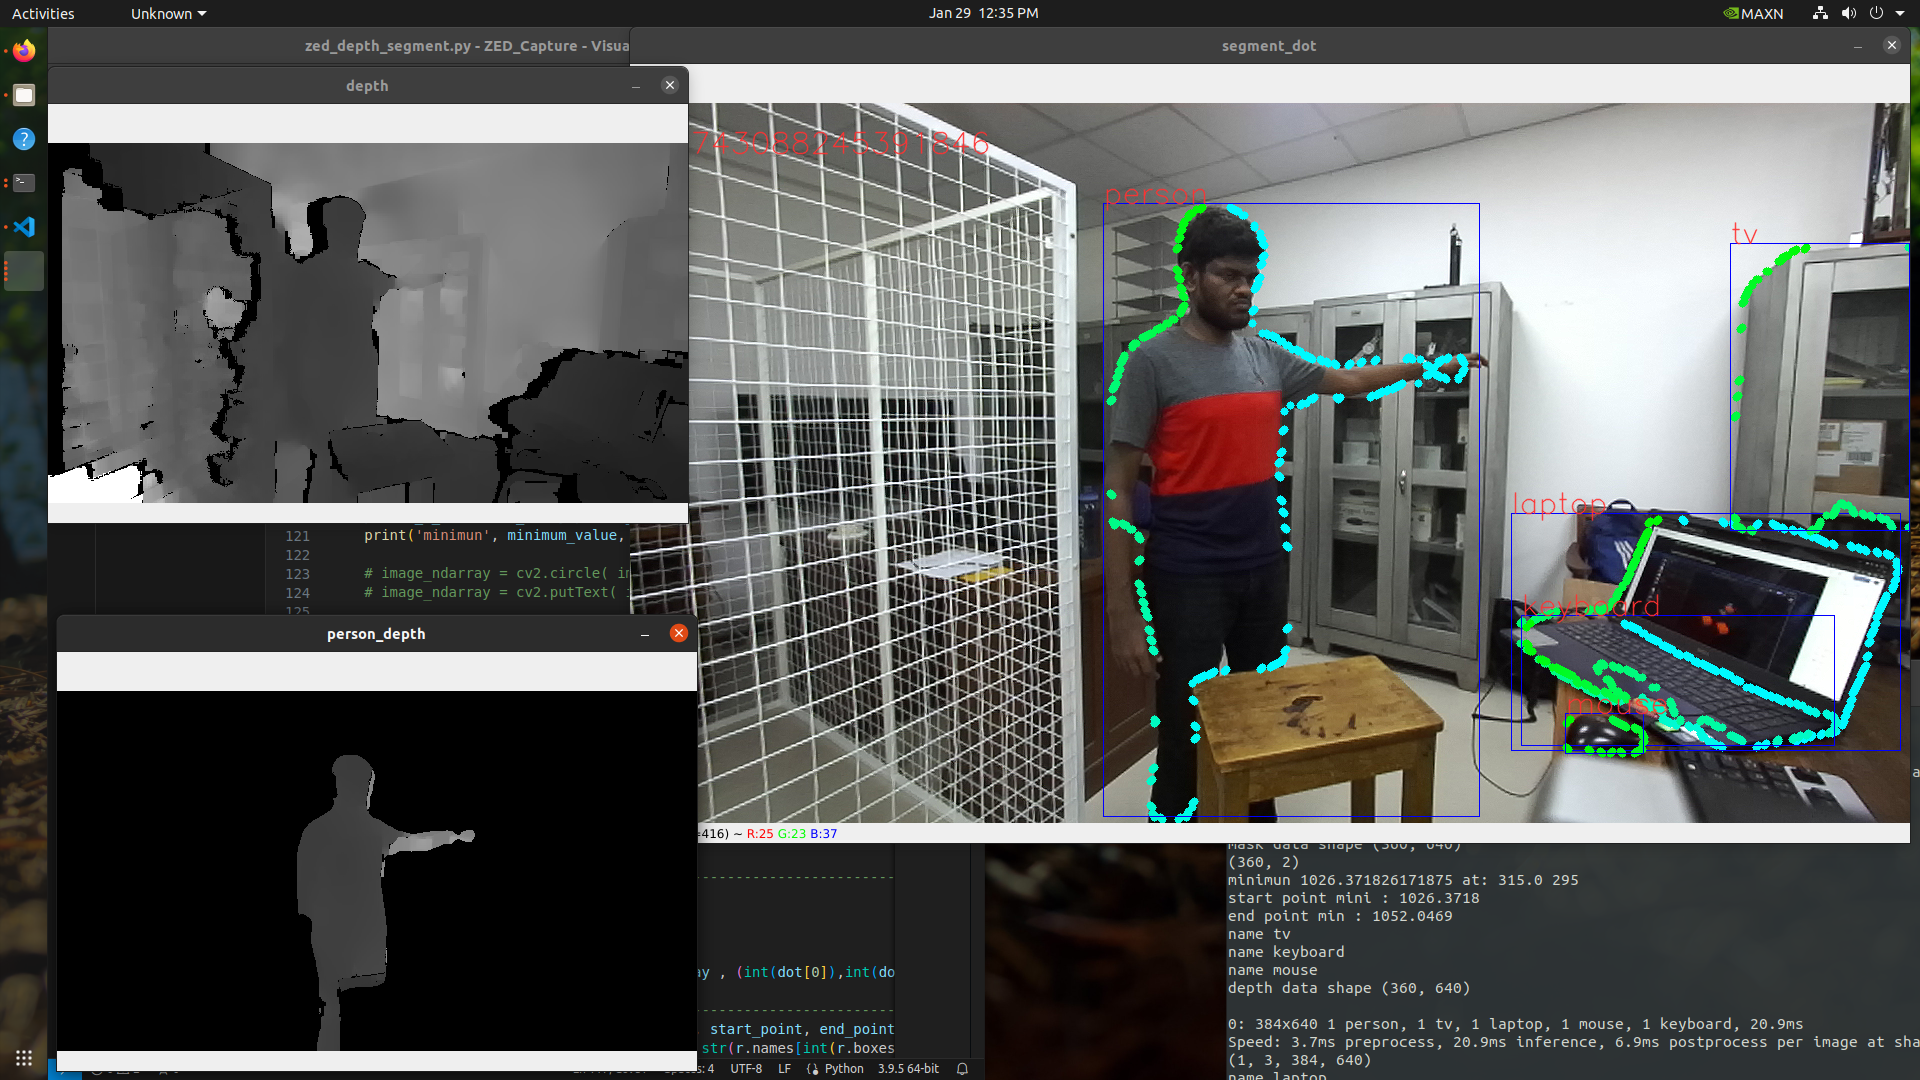 Activities
Unknown
Jan 29 12:35 PM
MAXN
zed_depth_segment.py - ZED_Capture - Visua
segment_dot
depth
743088245391846
person
tv
laptop
keyboard
mouse
121 print('minimun', minimum_value,
122
123 # image_ndarray = cv2.circle( im
124 # image_ndarray = cv2.putText( i
125
person_depth
=416) ~ R:25 G:23 B:37
mask data shape (360, 640)
(360, 2)
minimun 1026.371826171875 at: 315.0 295
start point mini : 1026.3718
end point min : 1052.0469
name tv
name keyboard
name mouse
depth data shape (360, 640)
0: 384x640 1 person, 1 tv, 1 laptop, 1 mouse, 1 keyboard, 20.9ms
Speed: 3.7ms preprocess, 20.9ms inference, 6.9ms postprocess per image at sha
(1, 3, 384, 640)
name laptop
ay , (int(dot[0]),int(do
start_point, end_point
str(r.names[int(r.boxes
UTF-8 LF Python 3.9.5 64-bit